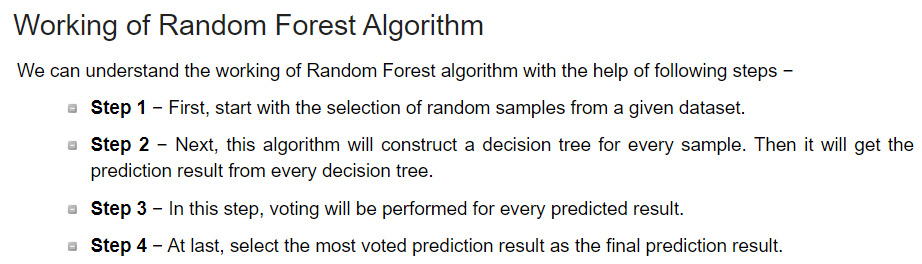 Working of Random Forest Algorithm
We can understand the working of Random Forest algorithm with the help of following steps −
Step 1 − First, start with the selection of random samples from a given dataset.
Step 2 − Next, this algorithm will construct a decision tree for every sample. Then it will get the
prediction result from every decision tree.
Step 3 − In this step, voting will be performed for every predicted result.
Step 4 − At last, select the most voted prediction result as the final prediction result.